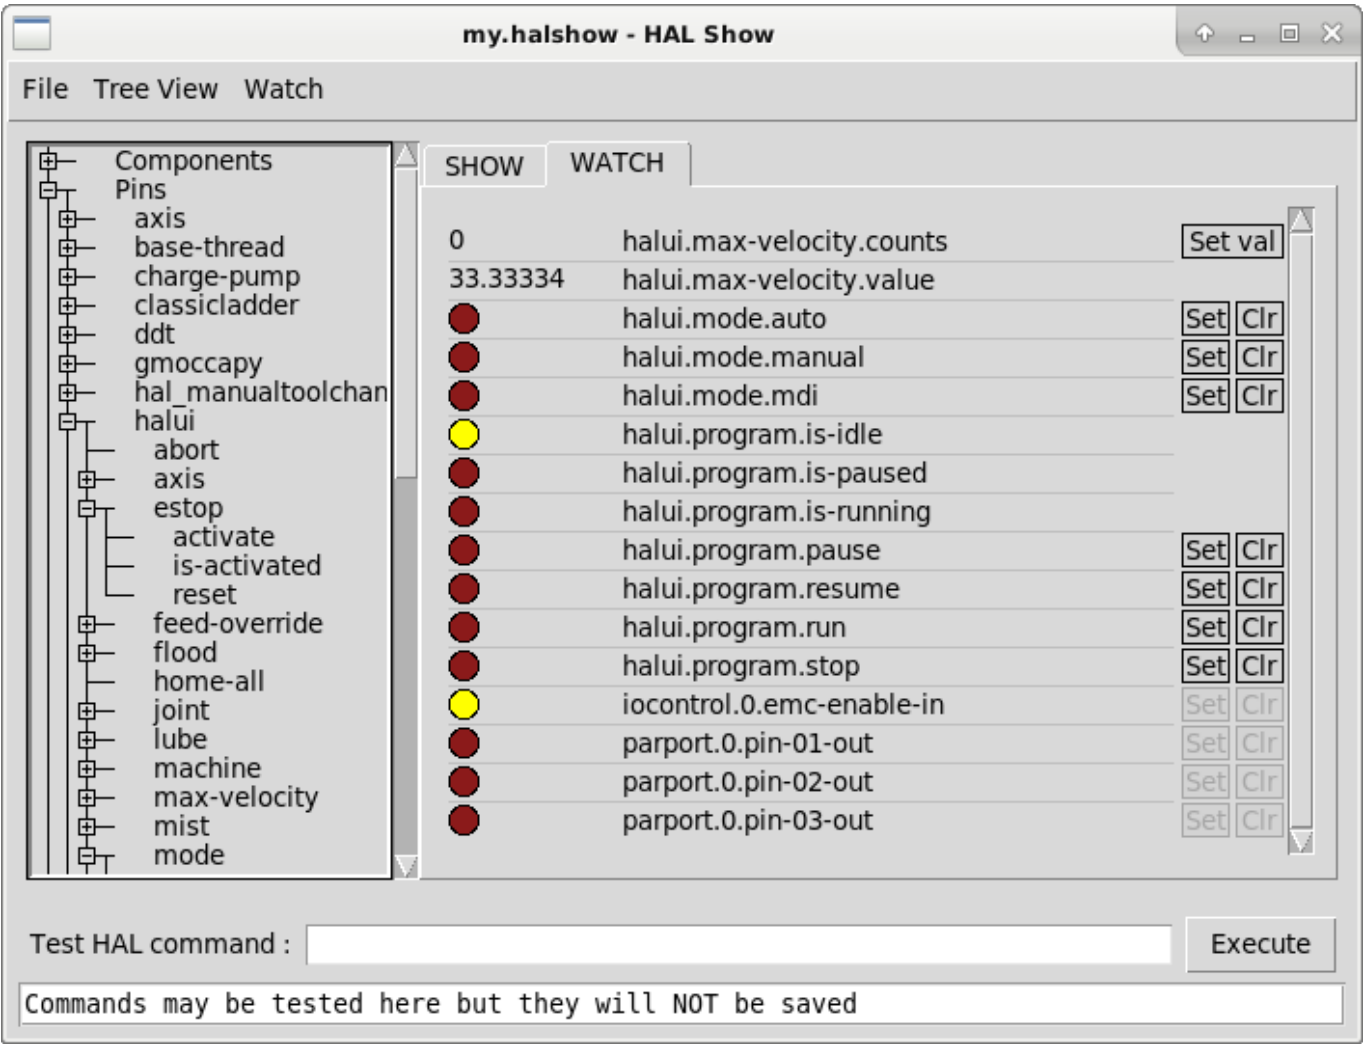 my.halshow - HAL Show
File Tree View Watch
Components
Pins
axis
base-thread
charge-pump
classicladder
ddt
gmoccapy
hal_manualtoolchan
halui
abort
axis
estop
activate
is-activated
reset
feed-override
flood
home-all
joint
lube
machine
max-velocity
mist
mode
SHOW WATCH
0 halui.max-velocity.counts Set val
33.33334 halui.max-velocity.value
halui.mode.auto Set Clr
halui.mode.manual Set Clr
halui.mode.mdi Set Clr
halui.program.is-idle
halui.program.is-paused
halui.program.is-running
halui.program.pause Set Clr
halui.program.resume Set Clr
halui.program.run Set Clr
halui.program.stop Set Clr
iocontrol.0.emc-enable-in Set Clr
parport.0.pin-01-out Set Clr
parport.0.pin-02-out Set Clr
parport.0.pin-03-out Set Clr
Test HAL command : Execute
Commands may be tested here but they will NOT be saved